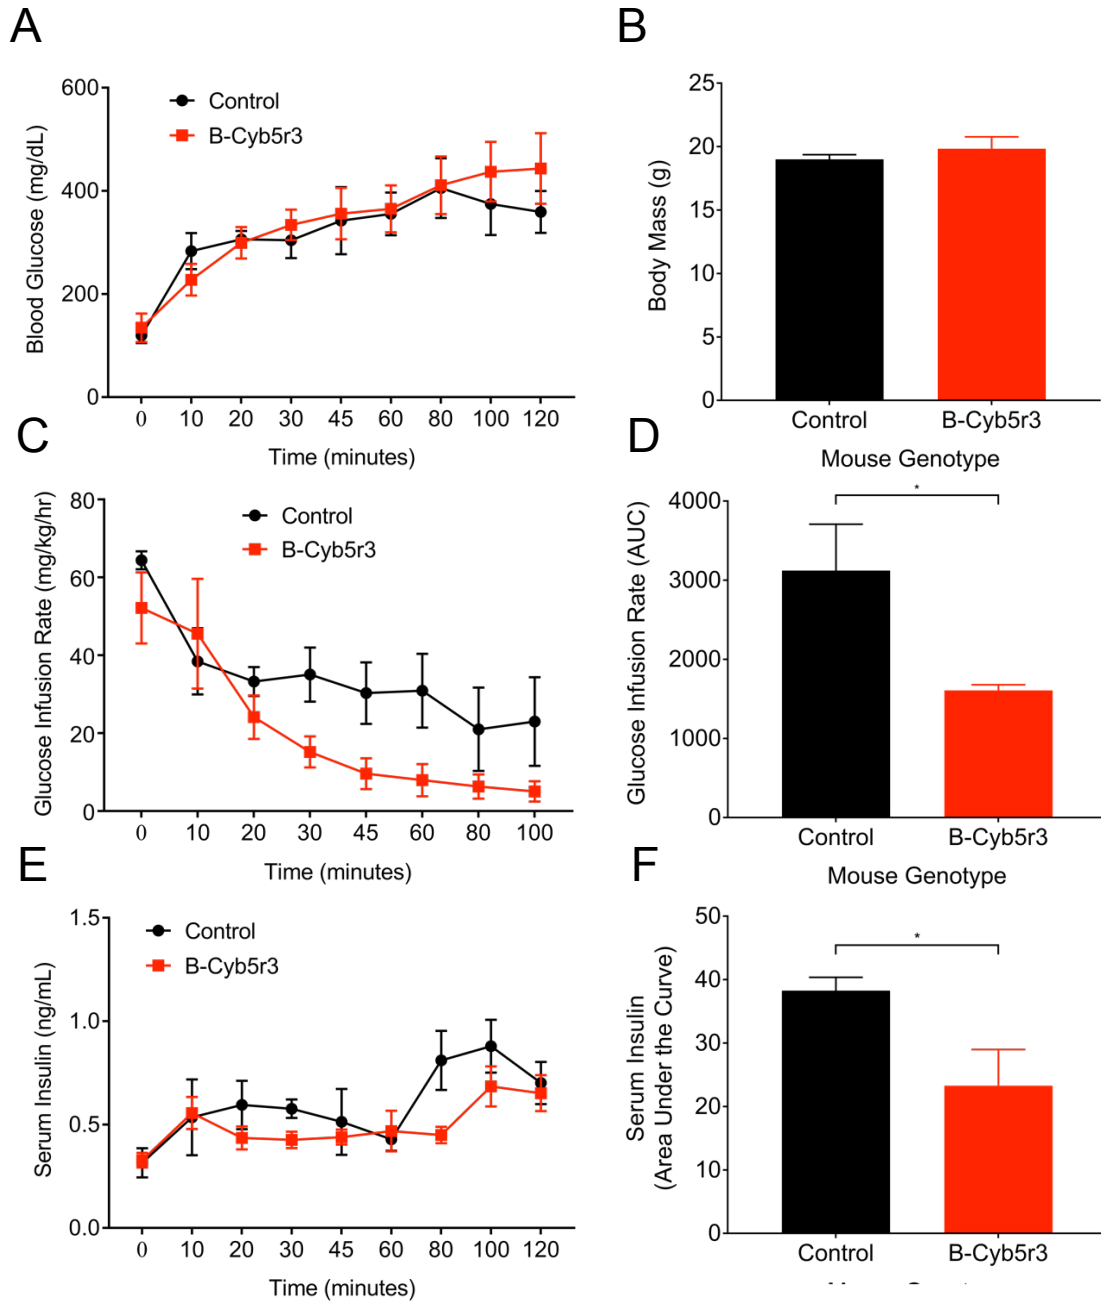 A
600
400
200
0
Blood Glucose (mg/dL)
Control
B-Cyb5r3
0 10 20 30 45 60 80 100 120
Time (minutes)
B
25
20
15
10
5
0
Body Mass (g)
Control B-Cyb5r3
Mouse Genotype
C
80
60
40
20
0
Glucose Infusion Rate (mg/kg/hr)
Control
B-Cyb5r3
0 10 20 30 45 60 80 100
Time (minutes)
D
4000
3000
2000
1000
0
Glucose Infusion Rate (AUC)
*
Control B-Cyb5r3
Mouse Genotype
E
1.5
1.0
0.5
0.0
Serum Insulin (ng/mL)
Control
B-Cyb5r3
0 10 20 30 45 60 80 100 120
Time (minutes)
F
50
40
30
20
10
0
Serum Insulin
(Area Under the Curve)
*
Control B-Cyb5r3